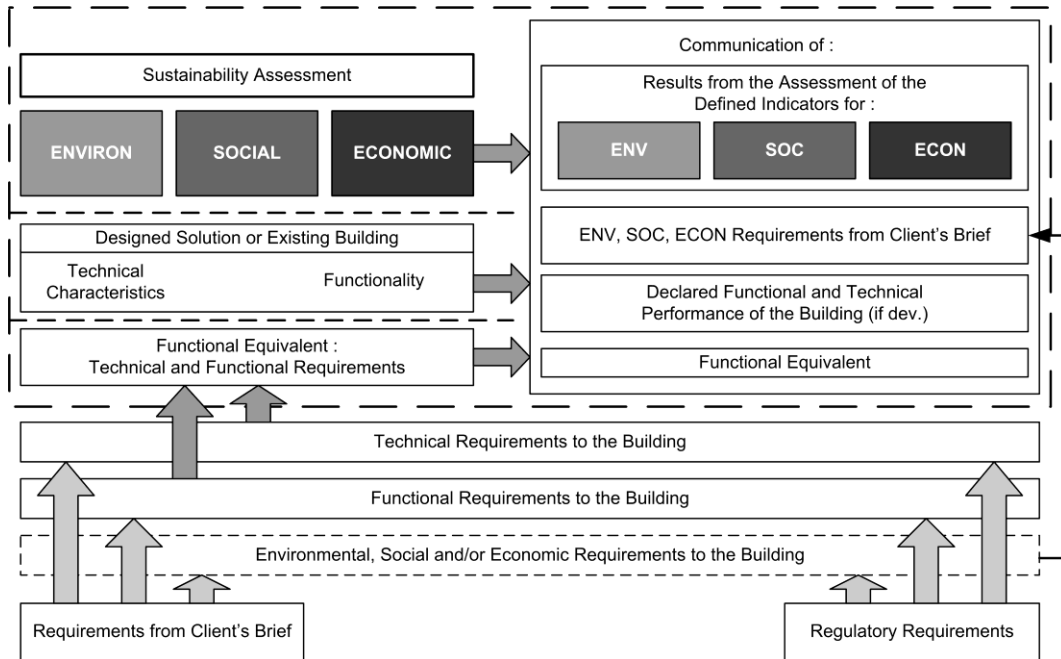 Sustainability Assessment
ENVIRON
SOCIAL
ECONOMIC
Designed Solution or Existing Building
Technical
Characteristics
Functionality
Functional Equivalent :
Technical and Functional Requirements
Communication of :
Results from the Assessment of the
Defined Indicators for :
ENV
SOC
ECON
ENV, SOC, ECON Requirements from Client’s Brief
Declared Functional and Technical
Performance of the Building (if dev.)
Functional Equivalent
Technical Requirements to the Building
Functional Requirements to the Building
Environmental, Social and/or Economic Requirements to the Building
Requirements from Client’s Brief
Regulatory Requirements